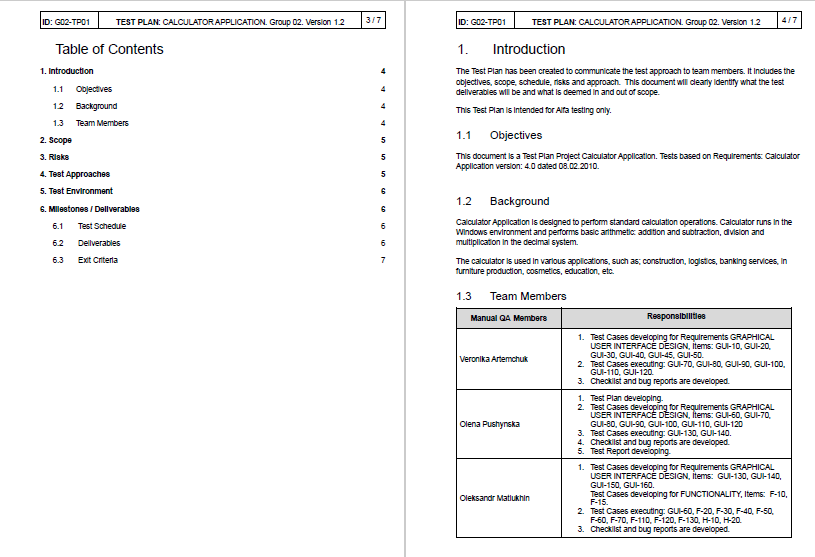 ID: G02-TP01 TEST PLAN: CALCULATOR APPLICATION. Group 02. Version 1.2 3 / 7
Table of Contents
1. Introduction 4
1.1 Objectives 4
1.2 Background 4
1.3 Team Members 4
2. Scope 5
3. Risks 5
4. Test Approaches 5
5. Test Environment 6
6. Milestones / Deliverables 6
6.1 Test Schedule 6
6.2 Deliverables 6
6.3 Exit Criteria 7
ID: G02-TP01 TEST PLAN: CALCULATOR APPLICATION. Group 02. Version 1.2 4 / 7
1. Introduction
The Test Plan has been created to communicate the test approach to team members. It includes the
objectives, scope, schedule, risks and approach. This document will clearly identify what the test
deliverables will be and what is deemed in and out of scope.
This Test Plan is intended for Alfa testing only.
1.1 Objectives
This document is a Test Plan Project Calculator Application. Tests based on Requirements: Calculator
Application version: 4.0 dated 08.02.2010.
1.2 Background
Calculator Application is designed to perform standard calculation operations. Calculator runs in the
Windows environment and performs basic arithmetic: addition and subtraction, division and
multiplication in the decimal system.
The calculator is used in various applications, such as; construction, logistics, banking services, in
furniture production, cosmetics, education, etc.
1.3 Team Members
Manual QA Members Responsibilities
Veronika Artemchuk
1. Test Cases developing for Requirements GRAPHICAL
USER INTERFACE DESIGN, Items: GUI-10, GUI-20,
GUI-30, GUI-40, GUI-45, GUI-50.
2. Test Cases executing: GUI-70, GUI-80, GUI-90, GUI-100,
GUI-110, GUI-120.
3. Checklist and bug reports are developed.
Olena Pushynska
1. Test Plan developing.
2. Test Cases developing for Requirements GRAPHICAL
USER INTERFACE DESIGN, Items: GUI-60, GUI-70,
GUI-80, GUI-90, GUI-100, GUI-110, GUI-120
3. Test Cases executing: GUI-130, GUI-140.
4. Checklist and bug reports are developed.
5. Test Report developing.
Oleksandr Matiukhin
1. Test Cases developing for Requirements GRAPHICAL
USER INTERFACE DESIGN, Items: GUI-130, GUI-140,
GUI-150, GUI-160.
Test Cases developing for FUNCTIONALITY, Items: F-10,
F-15.
2. Test Cases executing: GUI-60, F-20, F-30, F-40, F-50,
F-60, F-70, F-110, F-120, F-130, H-10, H-20.
3. Checklist and bug reports are developed.